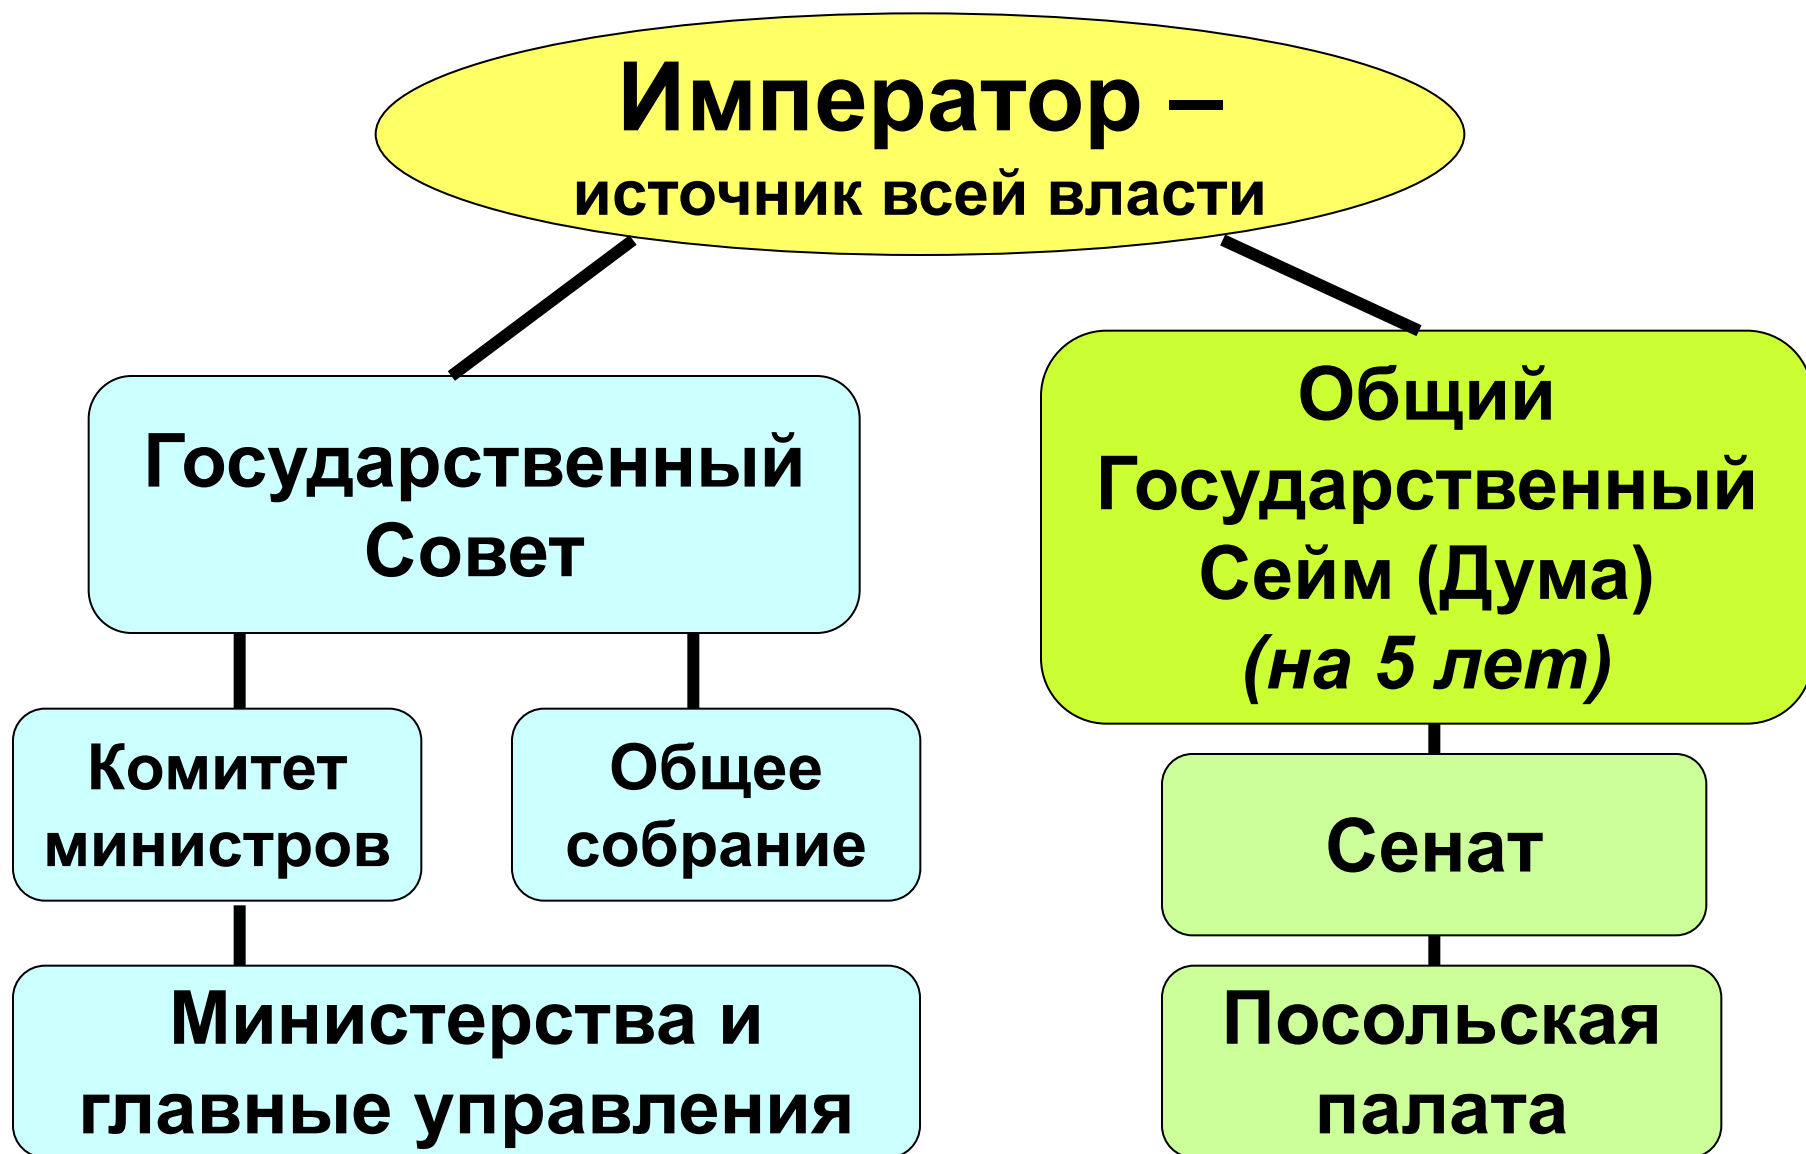 Император –
источник всей власти
Государственный
Совет
Общий
Государственный
Сейм (Дума)
(на 5 лет)
Комитет
министров
Общее
собрание
Сенат
Министерства и
главные управления
Посольская
палата